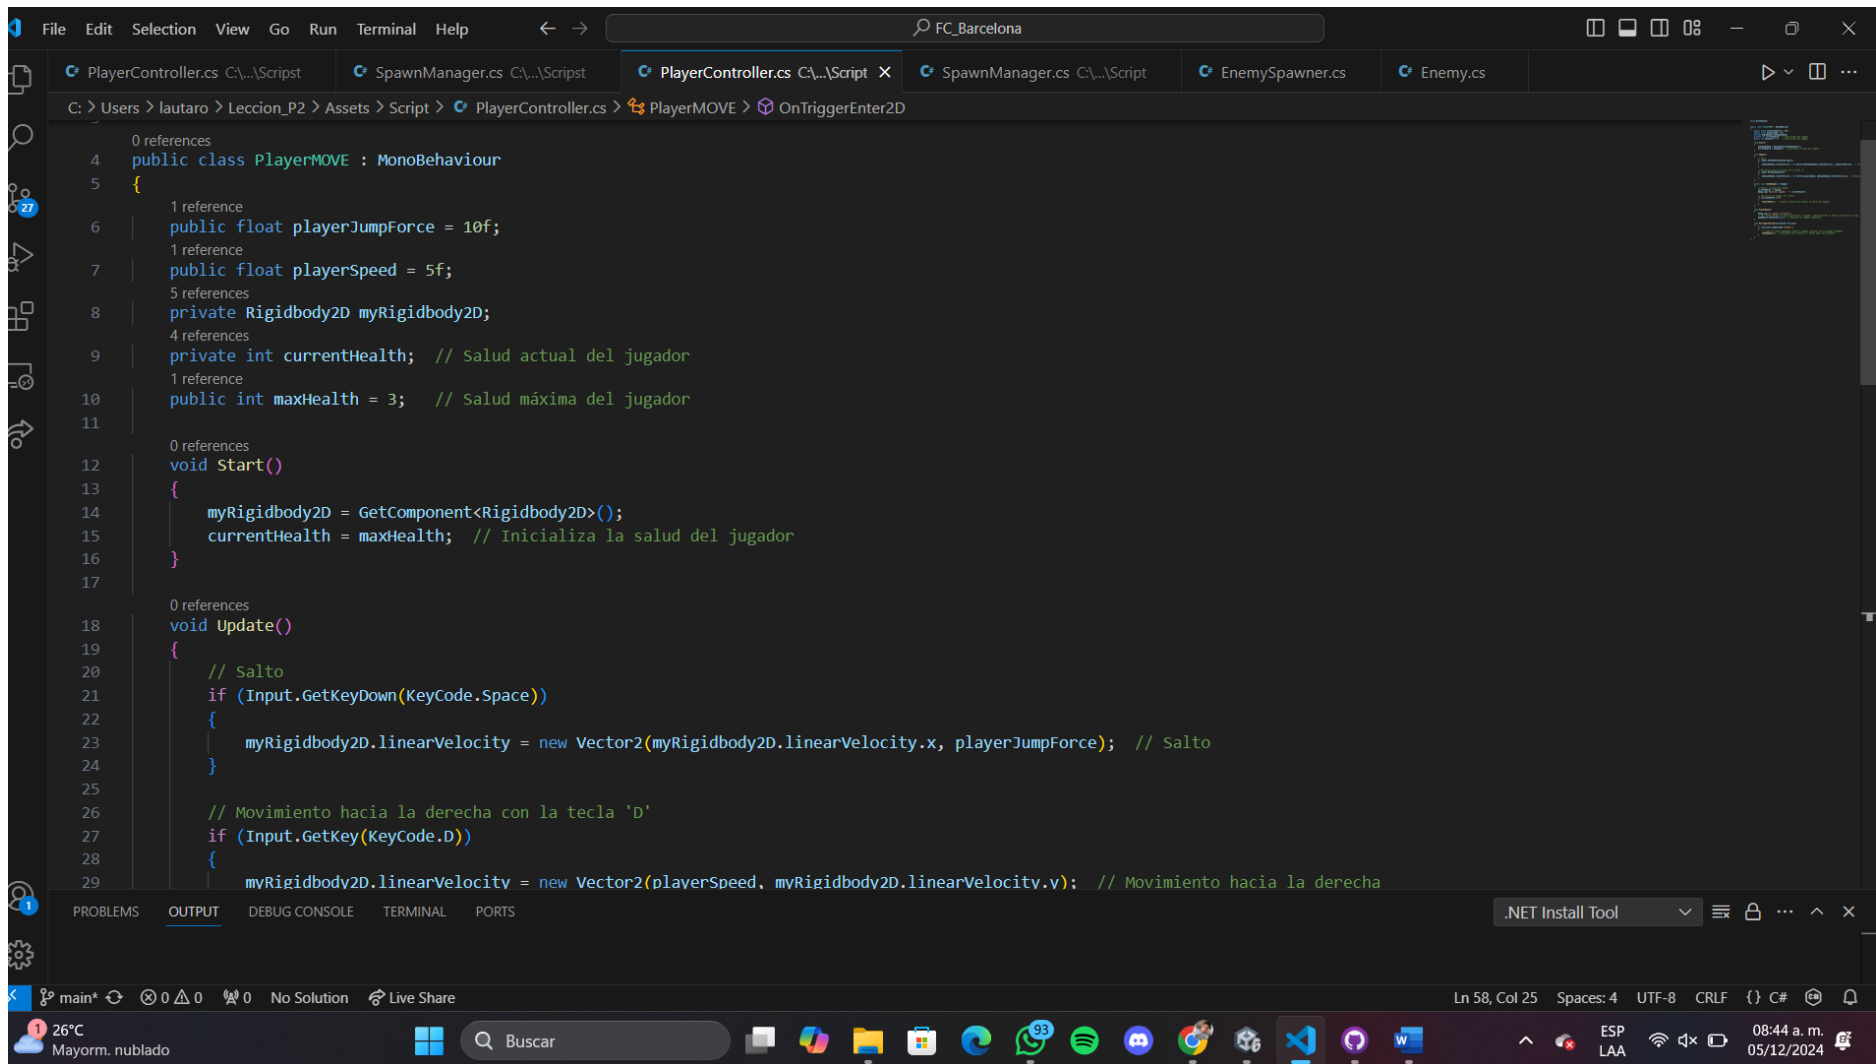 File Edit Selection View Go Run Terminal Help
FC_Barcelona
PlayerController.cs C:\...\Scripst
SpawnManager.cs C:\...\Scripst
PlayerController.cs C:\...\Script
SpawnManager.cs C:\...\Script
EnemySpawner.cs
Enemy.cs
C: > Users > lautaro > Leccion_P2 > Assets > Script > PlayerController.cs > PlayerMOVE > OnTriggerEnter2D
0 references
4 public class PlayerMOVE : MonoBehaviour
5 {
1 reference
6 public float playerJumpForce = 10f;
1 reference
7 public float playerSpeed = 5f;
5 references
8 private Rigidbody2D myRigidbody2D;
4 references
9 private int currentHealth; // Salud actual del jugador
1 reference
10 public int maxHealth = 3; // Salud máxima del jugador
11
0 references
12 void Start()
13 {
14 myRigidbody2D = GetComponent<Rigidbody2D>();
15 currentHealth = maxHealth; // Inicializa la salud del jugador
16 }
17
0 references
18 void Update()
19 {
20 // Salto
21 if (Input.GetKeyDown(KeyCode.Space))
22 {
23 myRigidbody2D.linearVelocity = new Vector2(myRigidbody2D.linearVelocity.x, playerJumpForce); // Salto
24 }
25
26 // Movimiento hacia la derecha con la tecla 'D'
27 if (Input.GetKey(KeyCode.D))
28 {
29 myRigidbody2D.linearVelocity = new Vector2(playerSpeed, myRigidbody2D.linearVelocity.y); // Movimiento hacia la derecha
27
1
PROBLEMS OUTPUT DEBUG CONSOLE TERMINAL PORTS
.NET Install Tool
main* 0 0 0 No Solution Live Share
Ln 58, Col 25 Spaces: 4 UTF-8 CRLF {} C#
1
26°C
Mayorm. nublado
Buscar
93
ESP
LAA
08:44 a. m.
05/12/2024